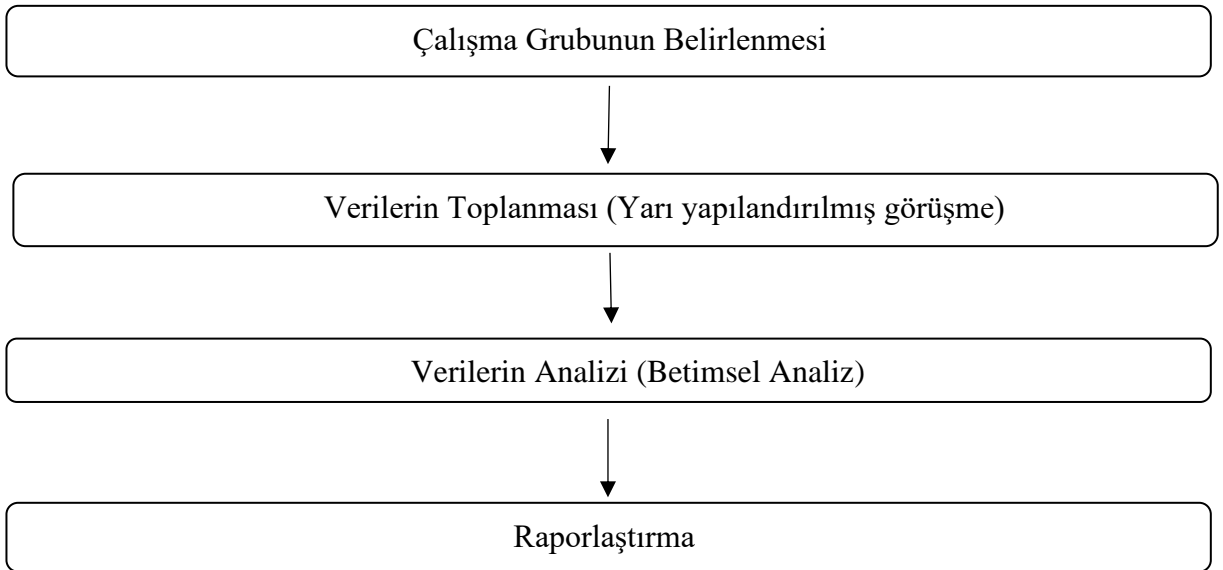 Çalışma Grubunun Belirlenmesi
Verilerin Toplanması (Yarı yapılandırılmış görüşme)
Verilerin Analizi (Betimsel Analiz)
Raporlaştırma